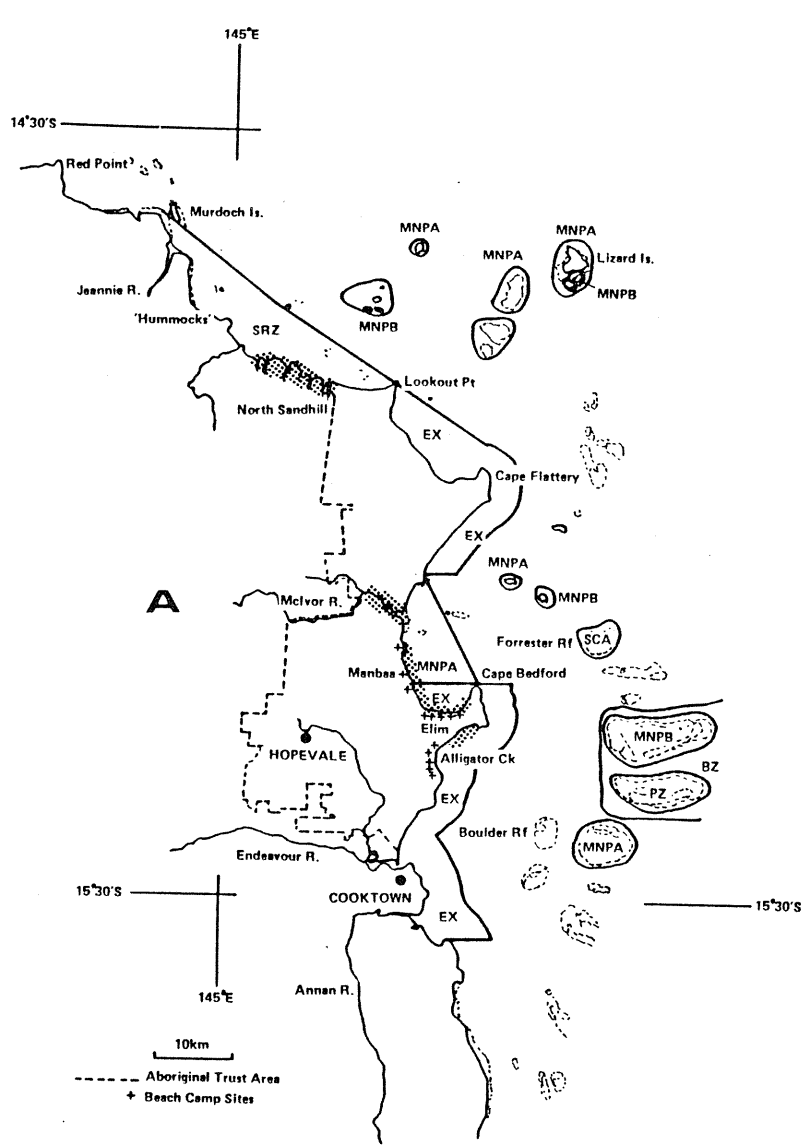 145°E
14°30'S
Red Point
Murdoch Is.
MNPA
MNPA
MNPA
Lizard Is.
MNPB
Jeannie R.
'Hummocks'
MNPB
SRZ
Lookout Pt
North Sandhill
EX
Cape Flattery
EX
MNPA
A
McIvor R.
MNPB
Forrester Rf
SCA
Manbaa
MNPA
Cape Bedford
EX
Elim
MNPB
HOPEVALE
Alligator Ck
BZ
EX
PZ
Boulder Rf
MNPA
Endeavour R.
15°30'S
COOKTOWN
EX
15°30'S
Annan R.
145°E
10km
Aboriginal Trust Area
+ Beach Camp Sites